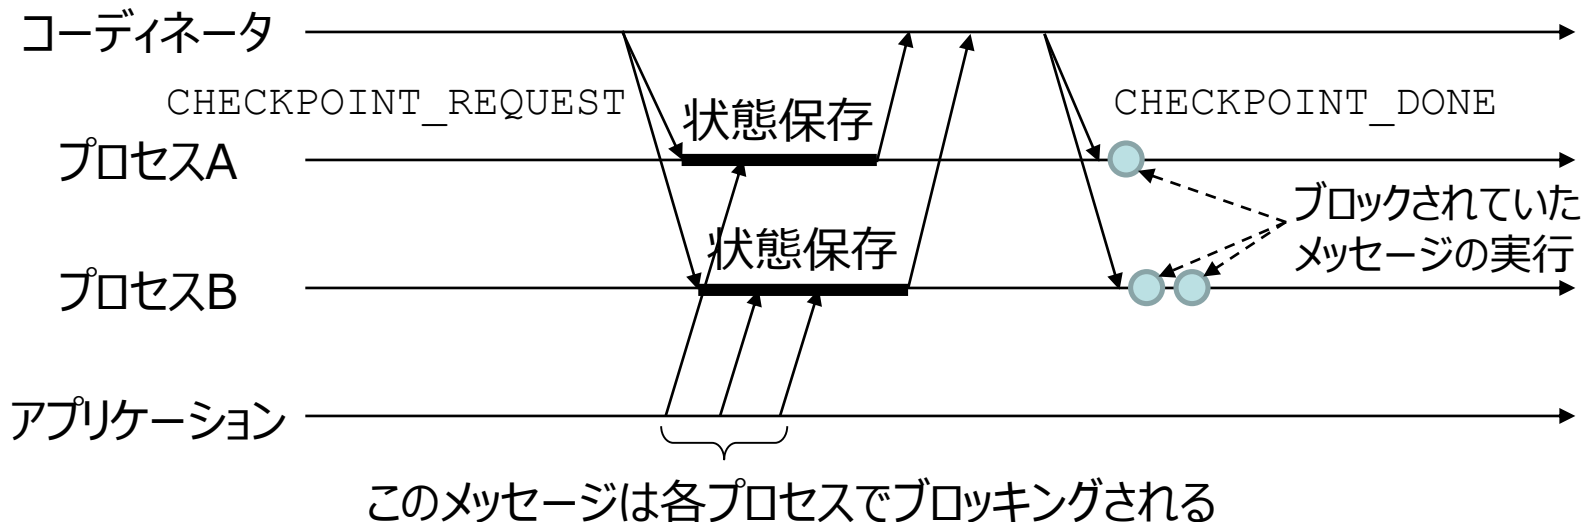 コーディネータ
CHECKPOINT_REQUEST
状態保存
CHECKPOINT_DONE
プロセスA
ブロックされていた
メッセージの実行
状態保存
プロセスB
アプリケーション
このメッセージは各プロセスでブロッキングされる